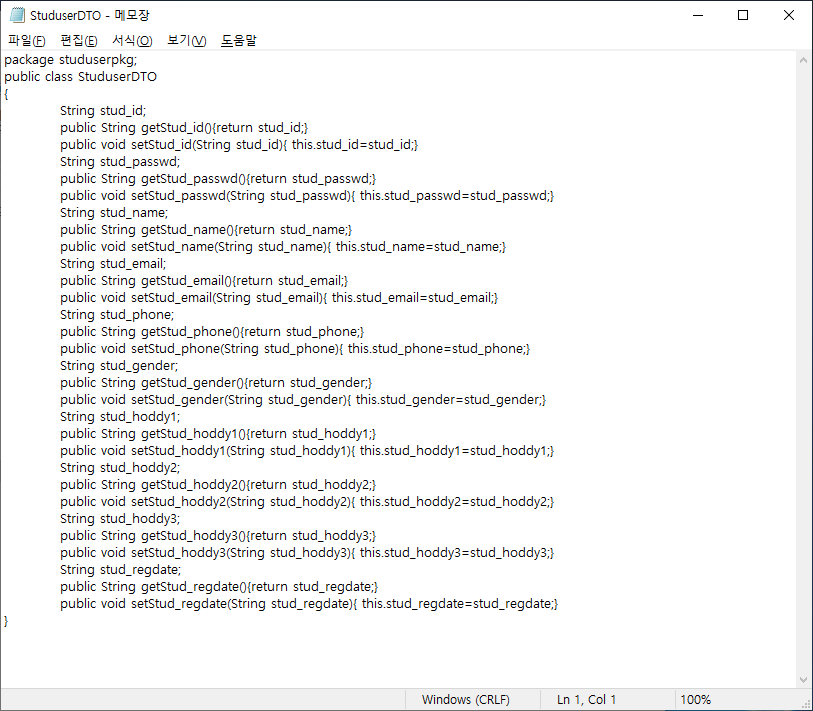 StuduserDTO - 메모장
파일(F) 편집(E) 서식(O) 보기(V) 도움말
package studuserpkg;
public class StuduserDTO
{
String stud_id;
public String getStud_id(){return stud_id;}
public void setStud_id(String stud_id){ this.stud_id=stud_id;}
String stud_passwd;
public String getStud_passwd(){return stud_passwd;}
public void setStud_passwd(String stud_passwd){ this.stud_passwd=stud_passwd;}
String stud_name;
public String getStud_name(){return stud_name;}
public void setStud_name(String stud_name){ this.stud_name=stud_name;}
String stud_email;
public String getStud_email(){return stud_email;}
public void setStud_email(String stud_email){ this.stud_email=stud_email;}
String stud_phone;
public String getStud_phone(){return stud_phone;}
public void setStud_phone(String stud_phone){ this.stud_phone=stud_phone;}
String stud_gender;
public String getStud_gender(){return stud_gender;}
public void setStud_gender(String stud_gender){ this.stud_gender=stud_gender;}
String stud_hoddy1;
public String getStud_hoddy1(){return stud_hoddy1;}
public void setStud_hoddy1(String stud_hoddy1){ this.stud_hoddy1=stud_hoddy1;}
String stud_hoddy2;
public String getStud_hoddy2(){return stud_hoddy2;}
public void setStud_hoddy2(String stud_hoddy2){ this.stud_hoddy2=stud_hoddy2;}
String stud_hoddy3;
public String getStud_hoddy3(){return stud_hoddy3;}
public void setStud_hoddy3(String stud_hoddy3){ this.stud_hoddy3=stud_hoddy3;}
String stud_regdate;
public String getStud_regdate(){return stud_regdate;}
public void setStud_regdate(String stud_regdate){ this.stud_regdate=stud_regdate;}
}
Windows (CRLF) Ln 1, Col 1 100%